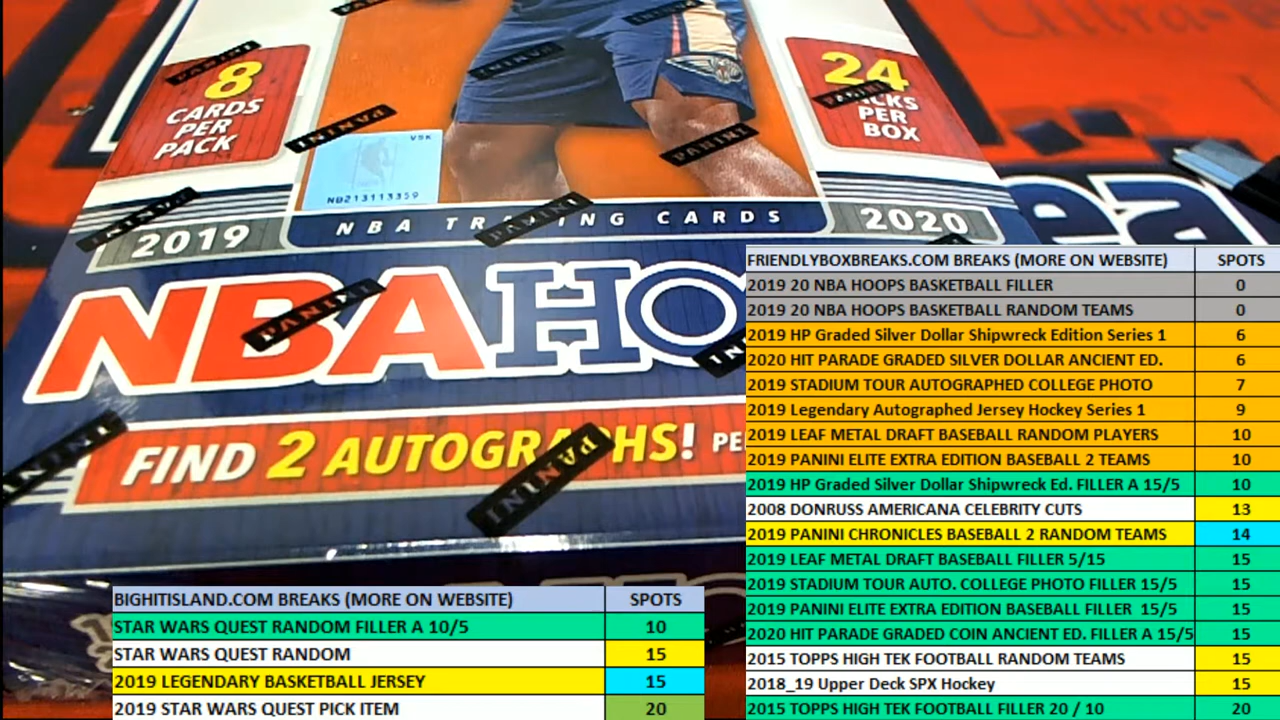 8
CARDS
PER
PACK
24
PER
BOX
VSK
NB213113359
NBA TRADING CARDS
2019
2020
NBA HO
FIND 2 AUTOGRAPHS! PE
PANINI
PANINI
PANINI
PANINI
PANINI
PANINI
PANINI
PANINI
PANINI
FRIENDLYBOXBREAKS.COM BREAKS (MORE ON WEBSITE) SPOTS
2019 20 NBA HOOPS BASKETBALL FILLER 0
2019 20 NBA HOOPS BASKETBALL RANDOM TEAMS 0
2019 HP Graded Silver Dollar Shipwreck Edition Series 1 6
2020 HIT PARADE GRADED SILVER DOLLAR ANCIENT ED. 6
2019 STADIUM TOUR AUTOGRAPHED COLLEGE PHOTO 7
2019 Legendary Autographed Jersey Hockey Series 1 9
2019 LEAF METAL DRAFT BASEBALL RANDOM PLAYERS 10
2019 PANINI ELITE EXTRA EDITION BASEBALL 2 TEAMS 10
2019 HP Graded Silver Dollar Shipwreck Ed. FILLER A 15/5 10
2008 DONRUSS AMERICANA CELEBRITY CUTS 13
2019 PANINI CHRONICLES BASEBALL 2 RANDOM TEAMS 14
2019 LEAF METAL DRAFT BASEBALL FILLER 5/15 15
2019 STADIUM TOUR AUTO. COLLEGE PHOTO FILLER 15/5 15
2019 PANINI ELITE EXTRA EDITION BASEBALL FILLER 15/5 15
2020 HIT PARADE GRADED COIN ANCIENT ED. FILLER A 15/5 15
2015 TOPPS HIGH TEK FOOTBALL RANDOM TEAMS 15
2018_19 Upper Deck SPX Hockey 15
2015 TOPPS HIGH TEK FOOTBALL FILLER 20 / 10 20
BIGHITISLAND.COM BREAKS (MORE ON WEBSITE) SPOTS
STAR WARS QUEST RANDOM FILLER A 10/5 10
STAR WARS QUEST RANDOM 15
2019 LEGENDARY BASKETBALL JERSEY 15
2019 STAR WARS QUEST PICK ITEM 20